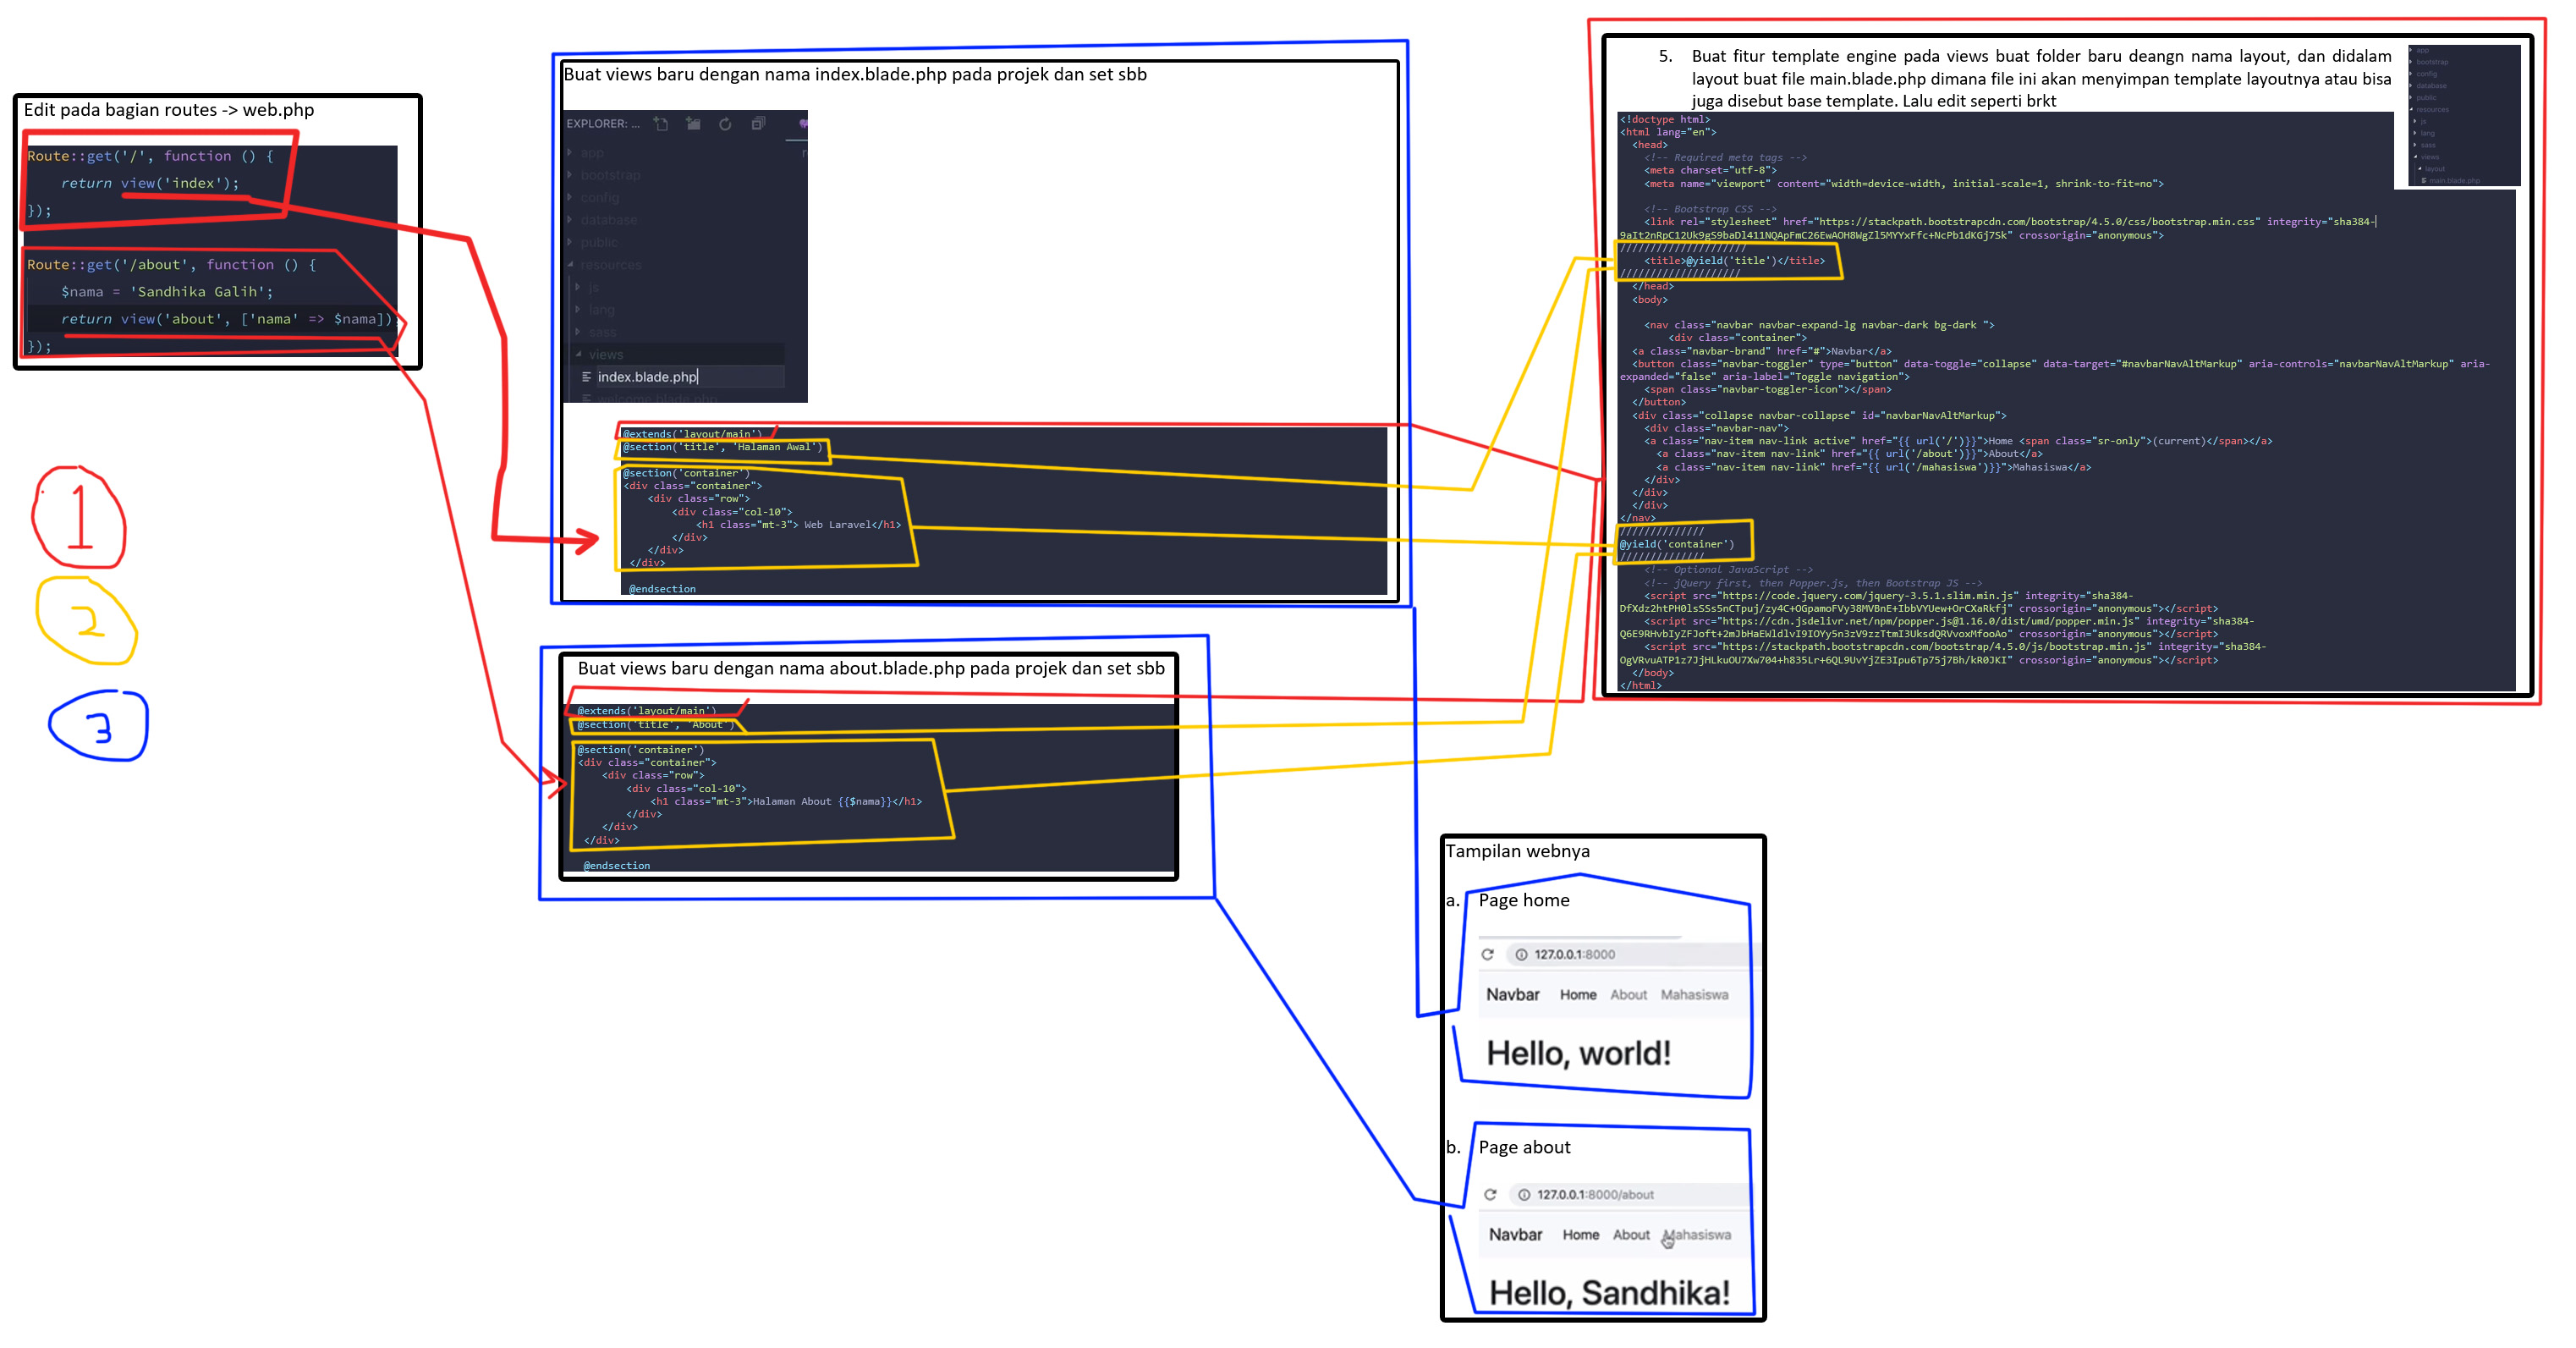 Edit pada bagian routes -> web.php
Route::get('/', function () {
return view('index');
});
Route::get('/about', function () {
$nama = 'Sandhika Galih';
return view('about', ['nama' => $nama])
});
1
2
3
Buat views baru dengan nama index.blade.php pada projek dan set sbb
EXPLORER: ...
app
bootstrap
config
database
public
resources
js
lang
sass
views
index.blade.php
welcome.blade.php
@extends('layout/main')
@section('title', 'Halaman Awal')
@section('container')
<div class="container">
<div class="row">
<div class="col-10">
<h1 class="mt-3"> Web Laravel</h1>
</div>
</div>
</div>
@endsection
Buat views baru dengan nama about.blade.php pada projek dan set sbb
@extends('layout/main')
@section('title', 'About')
@section('container')
<div class="container">
<div class="row">
<div class="col-10">
<h1 class="mt-3">Halaman About {{$nama}}</h1>
</div>
</div>
</div>
@endsection
5. Buat fitur template engine pada views buat folder baru deangn nama layout, dan didalam
layout buat file main.blade.php dimana file ini akan menyimpan template layoutnya atau bisa
juga disebut base template. Lalu edit seperti brkt
app
bootstrap
config
database
public
resources
js
lang
sass
views
layout
main.blade.php
<!doctype html>
<html lang="en">
<head>
<!-- Required meta tags -->
<meta charset="utf-8">
<meta name="viewport" content="width=device-width, initial-scale=1, shrink-to-fit=no">
<!-- Bootstrap CSS -->
<link rel="stylesheet" href="https://stackpath.bootstrapcdn.com/bootstrap/4.5.0/css/bootstrap.min.css" integrity="sha384-
9aIt2nRpC12Uk9gS9baDl411NQApFmC26EwAOH8WgZl5MYYxFfc+NcPb1dKGj7Sk" crossorigin="anonymous">
/////////////////////
<title>@yield('title')</title>
////////////////////
</head>
<body>
<nav class="navbar navbar-expand-lg navbar-dark bg-dark ">
<div class="container">
<a class="navbar-brand" href="#">Navbar</a>
<button class="navbar-toggler" type="button" data-toggle="collapse" data-target="#navbarNavAltMarkup" aria-controls="navbarNavAltMarkup" aria-
expanded="false" aria-label="Toggle navigation">
<span class="navbar-toggler-icon"></span>
</button>
<div class="collapse navbar-collapse" id="navbarNavAltMarkup">
<div class="navbar-nav">
<a class="nav-item nav-link active" href="{{ url('/')}}">Home <span class="sr-only">(current)</span></a>
<a class="nav-item nav-link" href="{{ url('/about')}}">About</a>
<a class="nav-item nav-link" href="{{ url('/mahasiswa')}}">Mahasiswa</a>
</div>
</div>
</div>
</nav>
//////////////
@yield('container')
//////////////
<!-- Optional JavaScript -->
<!-- jQuery first, then Popper.js, then Bootstrap JS -->
<script src="https://code.jquery.com/jquery-3.5.1.slim.min.js" integrity="sha384-
DfXdz2htPH0lsSSs5nCTpuj/zy4C+OGpamoFVy38MVBnE+IbbVYUew+OrCXaRkfj" crossorigin="anonymous"></script>
<script src="https://cdn.jsdelivr.net/npm/popper.js@1.16.0/dist/umd/popper.min.js" integrity="sha384-
Q6E9RHvbIyZFJoft+2mJbHaEWldlvI9IOYy5n3zV9zzTtmI3UksdQRVvoxMfooAo" crossorigin="anonymous"></script>
<script src="https://stackpath.bootstrapcdn.com/bootstrap/4.5.0/js/bootstrap.min.js" integrity="sha384-
OgVRvuATP1z7JjHLkuOU7Xw704+h835Lr+6QL9UvYjZE3Ipu6Tp75j7Bh/kR0JKI" crossorigin="anonymous"></script>
</body>
</html>
Tampilan webnya
a. Page home
127.0.0.1:8000
Navbar Home About Mahasiswa
Hello, world!
b. Page about
127.0.0.1:8000/about
Navbar Home About Mahasiswa
Hello, Sandhika!